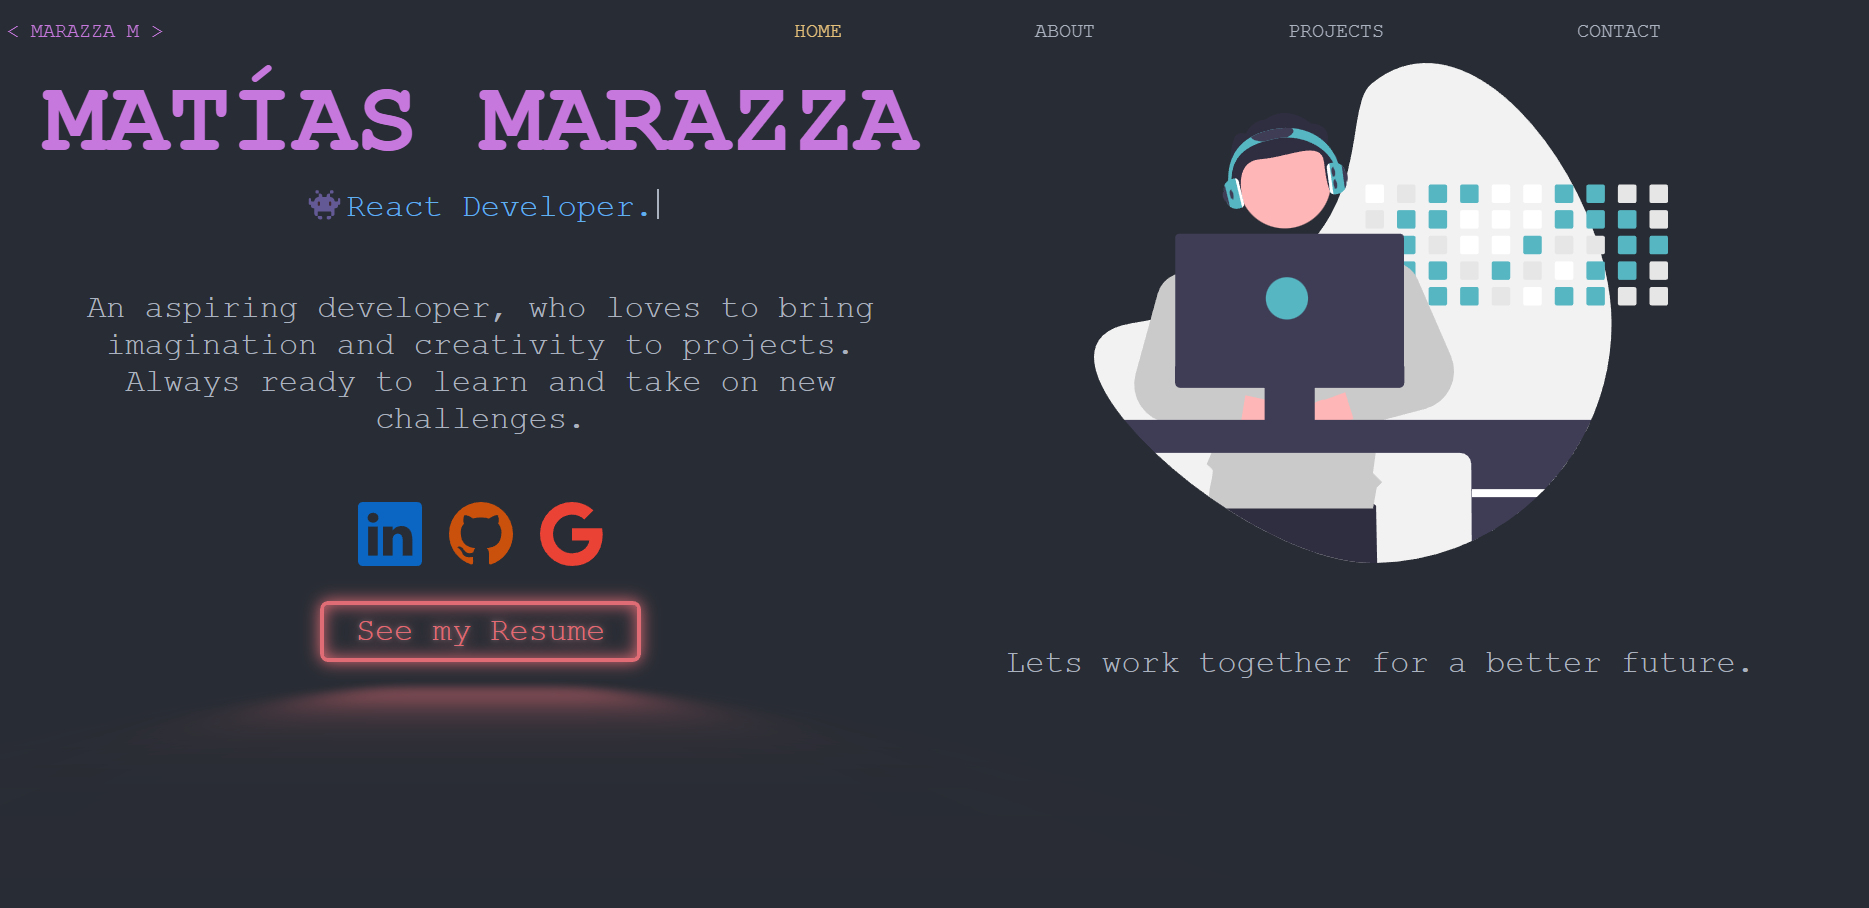 < MARAZZA M >
HOME
ABOUT
PROJECTS
CONTACT
MATÍAS MARAZZA
React Developer.
An aspiring developer, who loves to bring
imagination and creativity to projects.
Always ready to learn and take on new
challenges.
in
G
See my Resume
Lets work together for a better future.